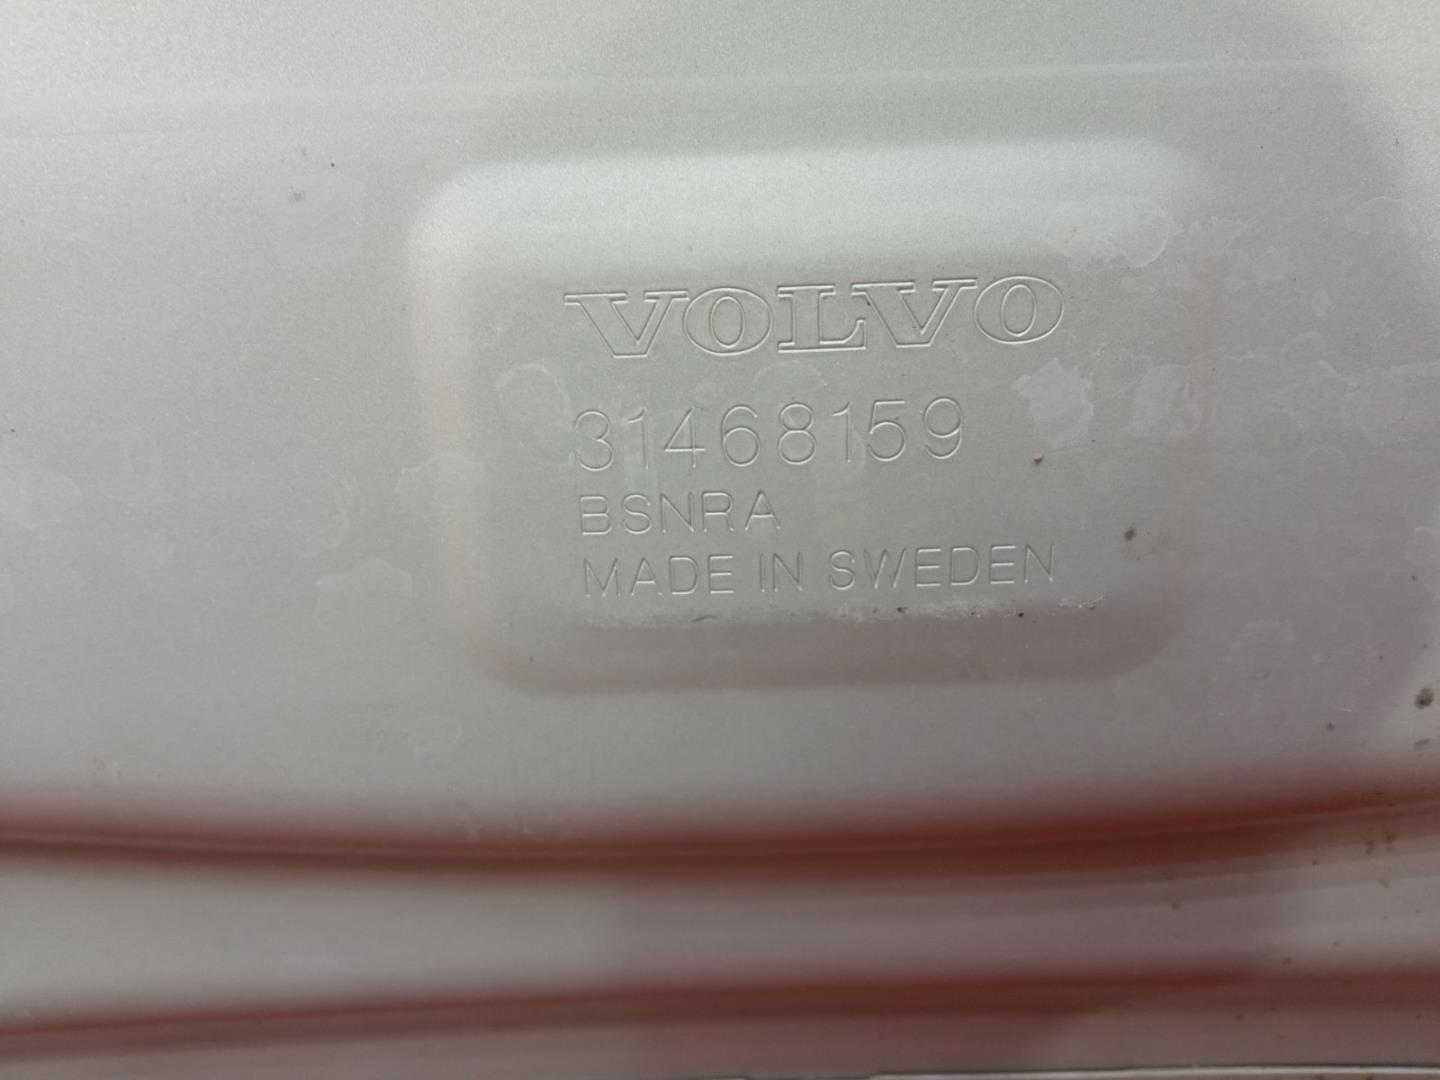 VOLVO
31468159
BSNRA
MADE IN SWEDEN